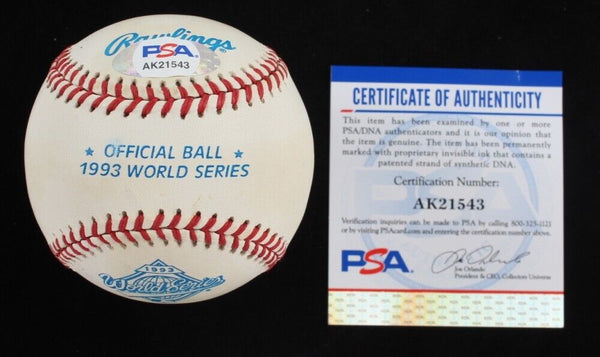 Rawlings
PSA
AK21543
★ OFFICIAL BALL ★
1993 WORLD SERIES
1993
World Series
CERTIFICATE OF AUTHENTICITY
This item has been examined by one or more
PSA/DNA authenticators and it is our opinion that
the item is genuine. The item has been permanently
marked with proprietary invisible ink that contains a
patented strand of synthetic DNA.
Certification Number:
AK21543
Verification inquiries can be made to PSA by calling 800-325-1121
or by visiting PSAcard.com and entering the certification number above.
PSA
Joe Orlando
President & CEO, Collectors Universe